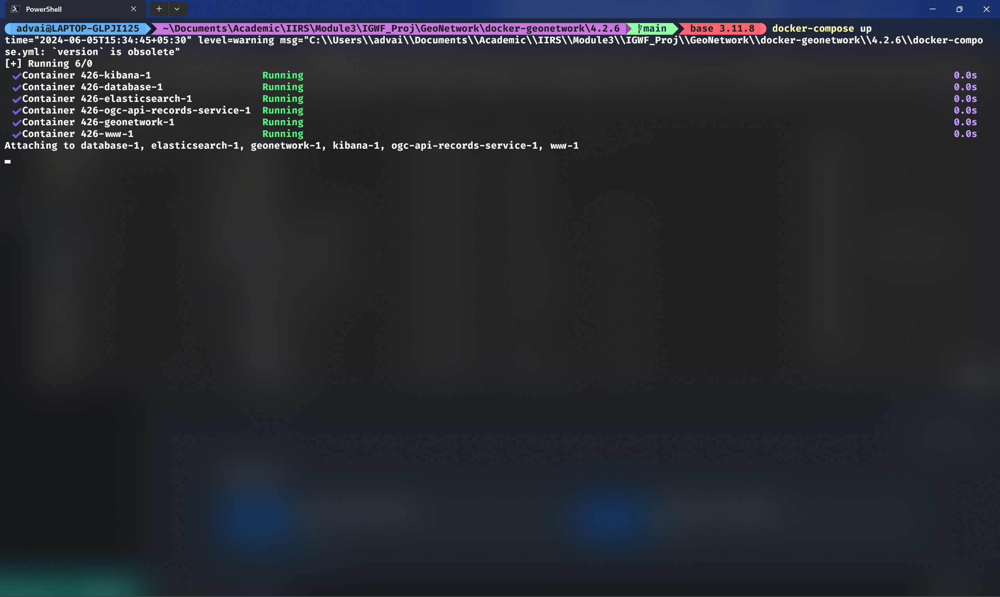 PowerShell
advai@LAPTOP-GLPJI125 ~\Documents\Academic\IIRS\Module3\IGWF_Proj\GeoNetwork\docker-geonetwork\4.2.6 main base 3.11.8 docker-compose up
time="2024-06-05T15:34:45+05:30" level=warning msg="C:\\Users\\advai\\Documents\\Academic\\IIRS\\Module3\\IGWF_Proj\\GeoNetwork\\docker-geonetwork\\4.2.6\\docker-compo
se.yml: `version` is obsolete"
[+] Running 6/0
✔Container 426-kibana-1 Running 0.0s
✔Container 426-database-1 Running 0.0s
✔Container 426-elasticsearch-1 Running 0.0s
✔Container 426-ogc-api-records-service-1 Running 0.0s
✔Container 426-geonetwork-1 Running 0.0s
✔Container 426-www-1 Running 0.0s
Attaching to database-1, elasticsearch-1, geonetwork-1, kibana-1, ogc-api-records-service-1, www-1